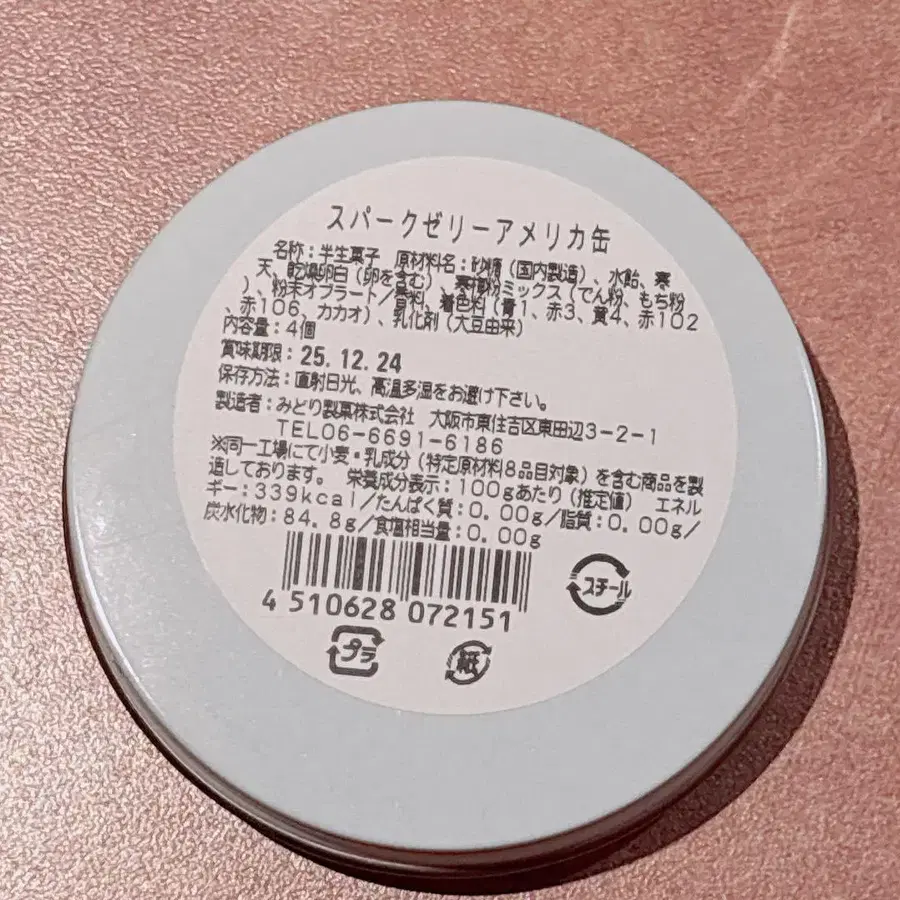 スパークゼリーアメリカ缶
名称：半生菓子　原材料名：砂糖（国内製造）、水飴、寒
天、乾燥卵白（卵を含む）、寒梅粉ミックス（でん粉、もち粉
）、粉末オブラート／香料、着色料（青1、赤3、黄4、赤102
、赤106、カカオ）、乳化剤（大豆由来）
内容量：4個
賞味期限：25.12.24
保存方法：直射日光、高温多湿をお避け下さい。
製造者：みどり製菓株式会社　大阪市東住吉区東田辺3-2-1
TEL06-6691-6186
※同一工場にて小麦・乳成分（特定原材料8品目対象）を含む商品を製
造しております。　栄養成分表示：100gあたり（推定値）　エネル
ギー：339kcal／たんぱく質：0.00g／脂質：0.00g／
炭水化物：84.8g／食塩相当量：0.00g
4 510628 072151
スチール
プラ
紙